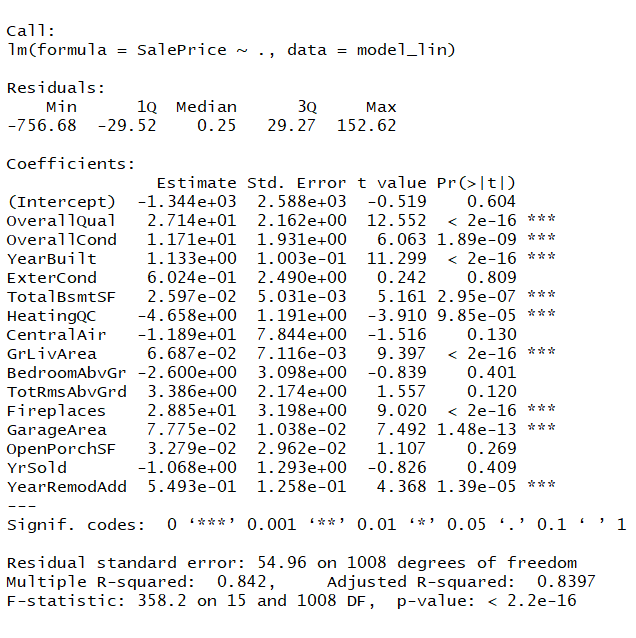 Call:
lm(formula = SalePrice ~ ., data = model_lin)
Residuals:
    Min      1Q  Median      3Q     Max
-756.68  -29.52    0.25   29.27  152.62
Coefficients:
               Estimate Std. Error t value Pr(>|t|)
(Intercept)  -1.344e+03  2.588e+03  -0.519    0.604
OverallQual   2.714e+01  2.162e+00  12.552  < 2e-16 ***
OverallCond   1.171e+01  1.931e+00   6.063 1.89e-09 ***
YearBuilt     1.133e+00  1.003e-01  11.299  < 2e-16 ***
ExterCond     6.024e-01  2.490e+00   0.242    0.809
TotalBsmtSF   2.597e-02  5.031e-03   5.161 2.95e-07 ***
HeatingQC    -4.658e+00  1.191e+00  -3.910 9.85e-05 ***
CentralAir   -1.189e+01  7.844e+00  -1.516    0.130
GrLivArea     6.687e-02  7.116e-03   9.397  < 2e-16 ***
BedroomAbvGr -2.600e+00  3.098e+00  -0.839    0.401
TotRmsAbvGrd  3.386e+00  2.174e+00   1.557    0.120
Fireplaces    2.885e+01  3.198e+00   9.020  < 2e-16 ***
GarageArea    7.775e-02  1.038e-02   7.492 1.48e-13 ***
OpenPorchSF   3.279e-02  2.962e-02   1.107    0.269
YrSold       -1.068e+00  1.293e+00  -0.826    0.409
YearRemodAdd  5.493e-01  1.258e-01   4.368 1.39e-05 ***
---
Signif. codes:  0 ‘***’ 0.001 ‘**’ 0.01 ‘*’ 0.05 ‘.’ 0.1 ‘ ’ 1
Residual standard error: 54.96 on 1008 degrees of freedom
Multiple R-squared:  0.842,     Adjusted R-squared:  0.8397
F-statistic: 358.2 on 15 and 1008 DF,  p-value: < 2.2e-16